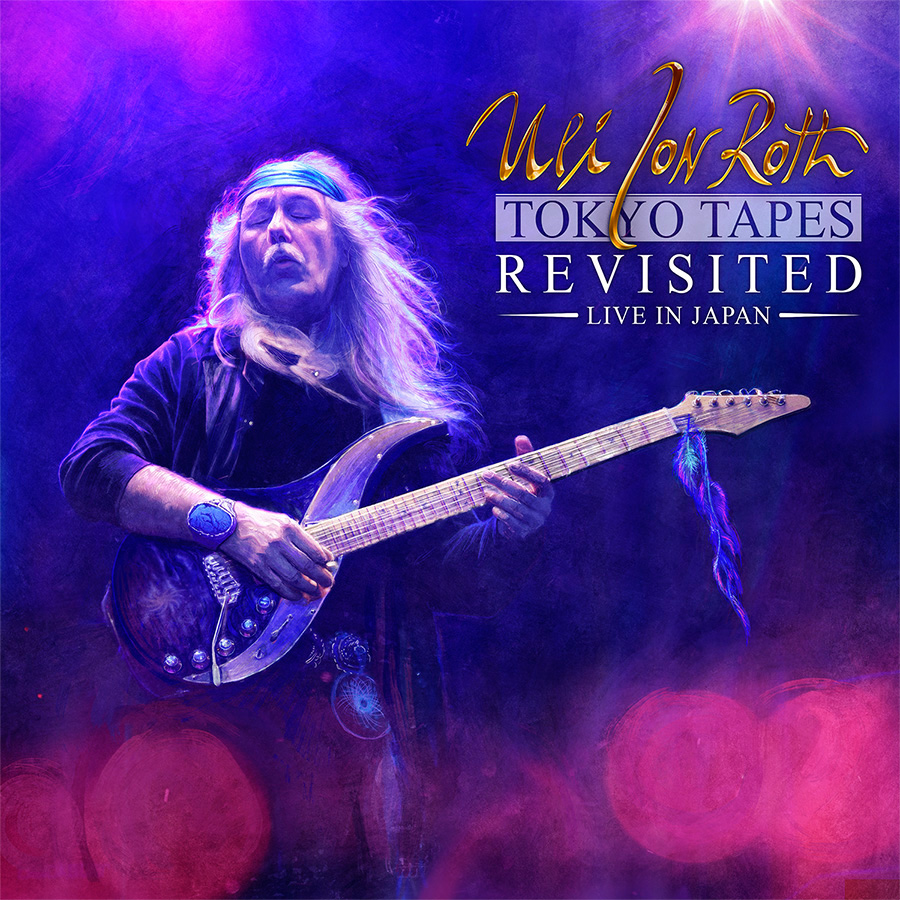 Uli Jon Roth
TOKYO TAPES
REVISITED
LIVE IN JAPAN